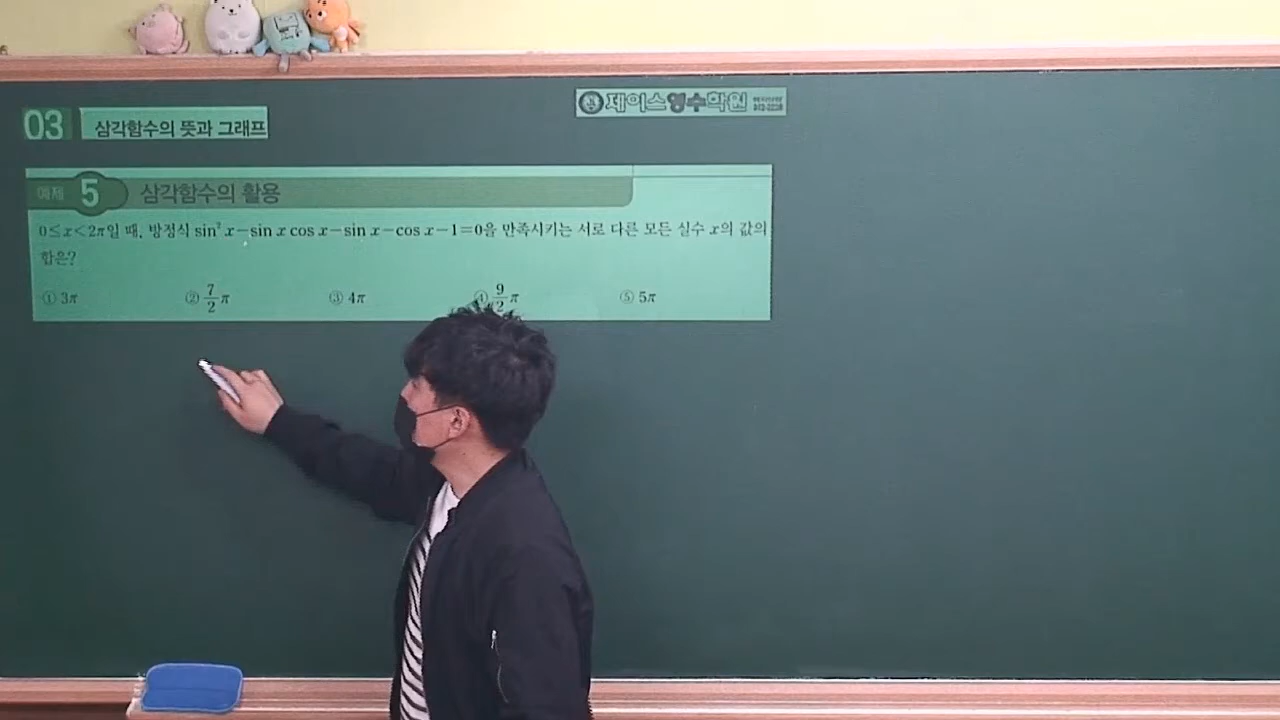 제이스영수학원
03 삼각함수의 뜻과 그래프
예제 5 삼각함수의 활용
0≤x<2π일 때, 방정식 sin²x−sin x cos x−sin x−cos x−1=0을 만족시키는 서로 다른 모든 실수 x의 값의
합은?
① 3π ② 7/2 π ③ 4π ④ 9/2 π ⑤ 5π